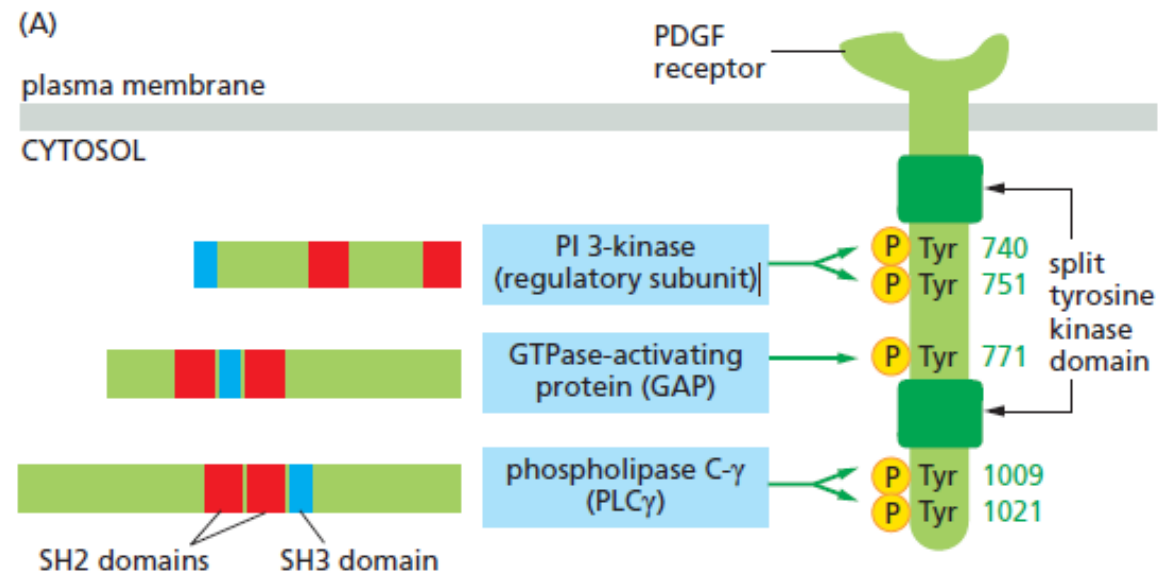 (A)
PDGF
receptor
plasma membrane
CYTOSOL
PI 3-kinase
(regulatory subunit)
P Tyr 740
P Tyr 751
split
tyrosine
kinase
domain
GTPase-activating
protein (GAP)
P Tyr 771
phospholipase C-γ
(PLCγ)
P Tyr 1009
P Tyr 1021
SH2 domains
SH3 domain